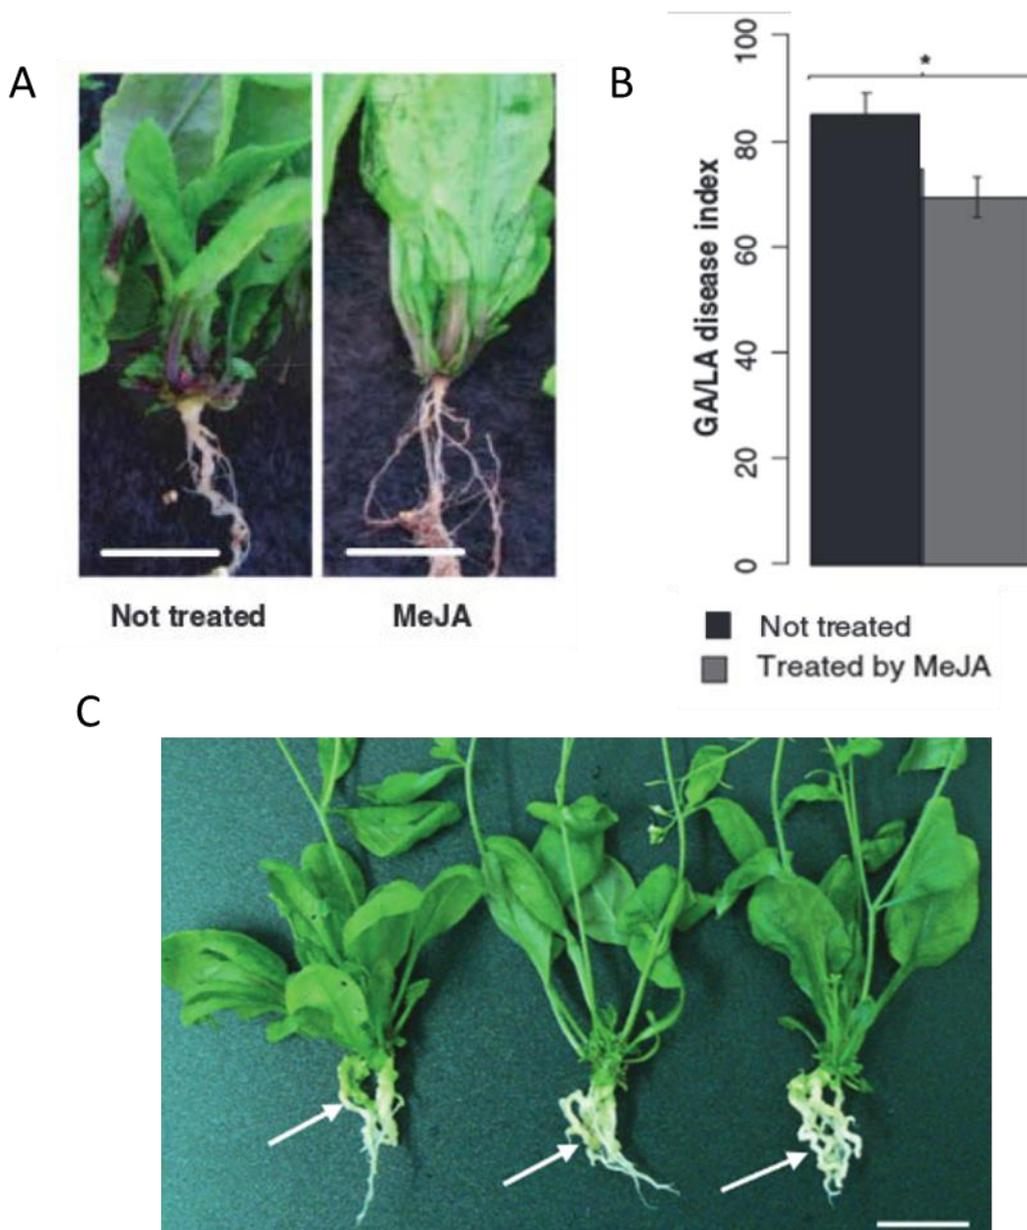 A
Not treated
MeJA
B
GA/LA disease index
100
80
60
40
20
0
*
Not treated
Treated by MeJA
C